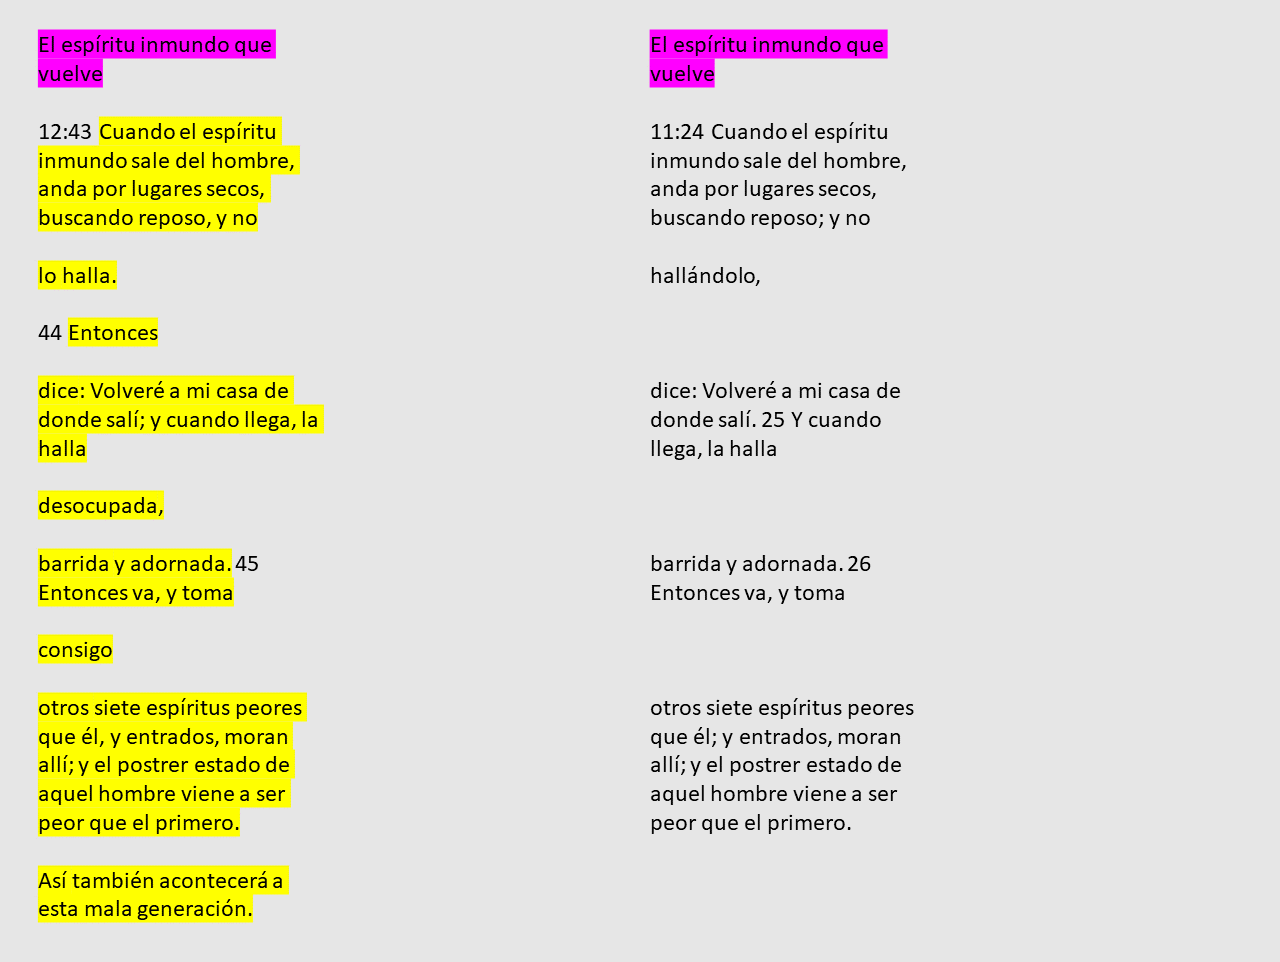 El espíritu inmundo que
vuelve
12:43 Cuando el espíritu
inmundo sale del hombre,
anda por lugares secos,
buscando reposo, y no
lo halla.
44 Entonces
dice: Volveré a mi casa de
donde salí; y cuando llega, la
halla
desocupada,
barrida y adornada. 45
Entonces va, y toma
consigo
otros siete espíritus peores
que él, y entrados, moran
allí; y el postrer estado de
aquel hombre viene a ser
peor que el primero.
Así también acontecerá a
esta mala generación.
El espíritu inmundo que
vuelve
11:24 Cuando el espíritu
inmundo sale del hombre,
anda por lugares secos,
buscando reposo; y no
hallándolo,
dice: Volveré a mi casa de
donde salí. 25 Y cuando
llega, la halla
barrida y adornada. 26
Entonces va, y toma
otros siete espíritus peores
que él; y entrados, moran
allí; y el postrer estado de
aquel hombre viene a ser
peor que el primero.